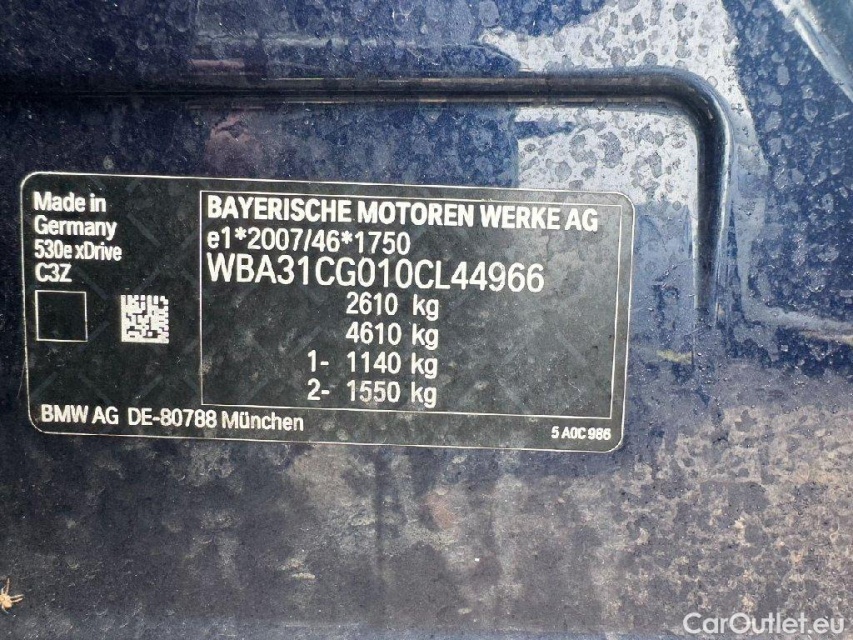 Made in
Germany
530e xDrive
C3Z
BAYERISCHE MOTOREN WERKE AG
e1*2007/46*1750
WBA31CG010CL44966
2610 kg
4610 kg
1- 1140 kg
2- 1550 kg
BMW AG DE-80788 München
5 A0C 986
CarOutlet.eu